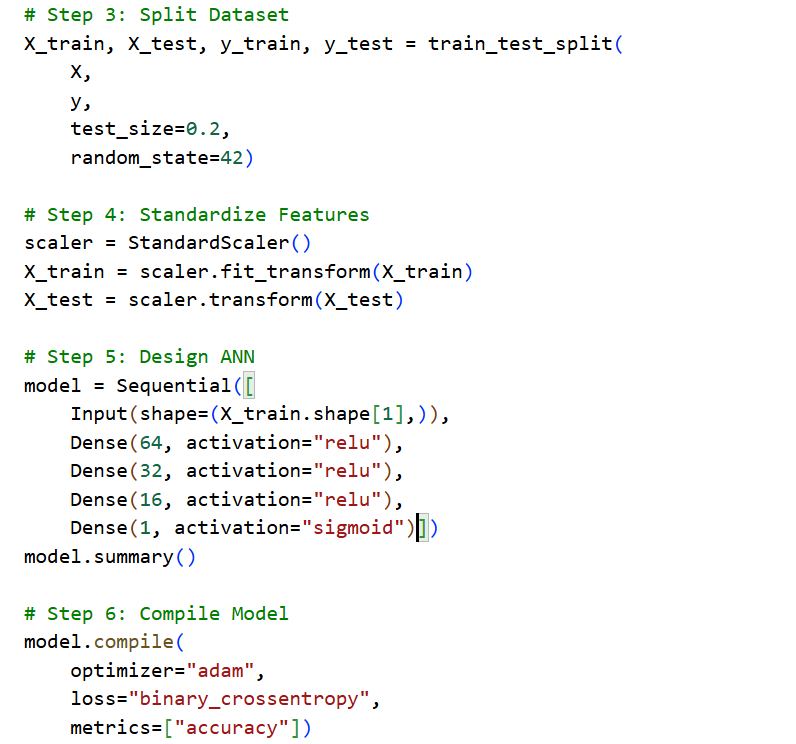 # Step 3: Split Dataset
X_train, X_test, y_train, y_test = train_test_split(
    X,
    y,
    test_size=0.2,
    random_state=42)

# Step 4: Standardize Features
scaler = StandardScaler()
X_train = scaler.fit_transform(X_train)
X_test = scaler.transform(X_test)

# Step 5: Design ANN
model = Sequential([
    Input(shape=(X_train.shape[1],)),
    Dense(64, activation="relu"),
    Dense(32, activation="relu"),
    Dense(16, activation="relu"),
    Dense(1, activation="sigmoid")])
model.summary()

# Step 6: Compile Model
model.compile(
    optimizer="adam",
    loss="binary_crossentropy",
    metrics=["accuracy"])